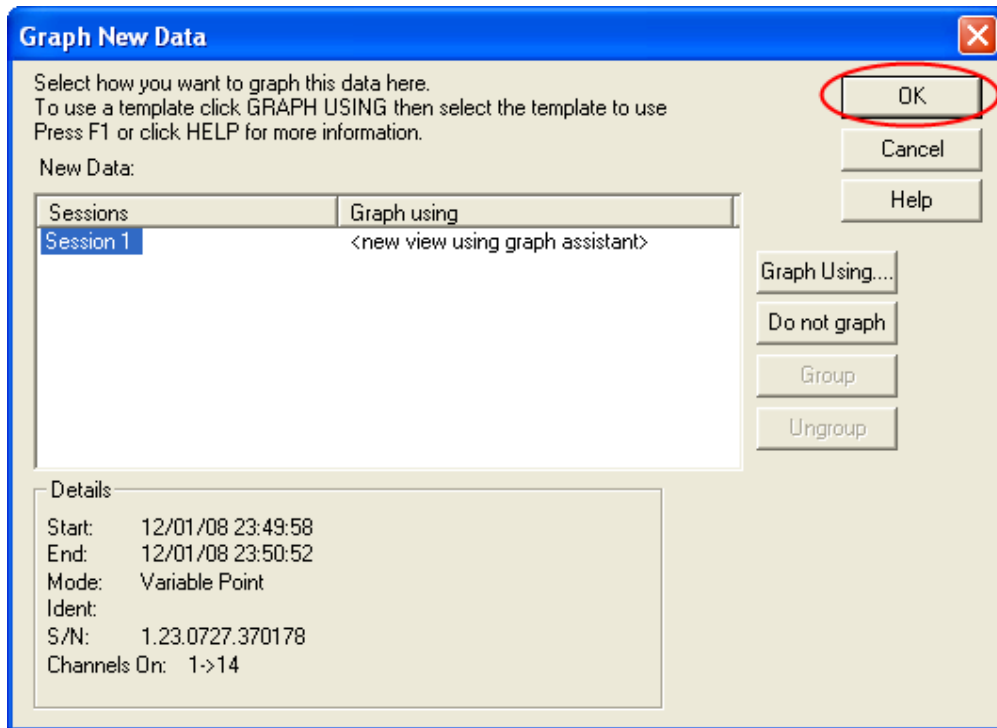 Graph New Data
Select how you want to graph this data here.
To use a template click GRAPH USING then select the template to use
Press F1 or click HELP for more information.
New Data:
Sessions Graph using
Session 1 <new view using graph assistant>
OK
Cancel
Help
Graph Using....
Do not graph
Group
Ungroup
Details
Start: 12/01/08 23:49:58
End: 12/01/08 23:50:52
Mode: Variable Point
Ident:
S/N: 1.23.0727.370178
Channels On: 1->14